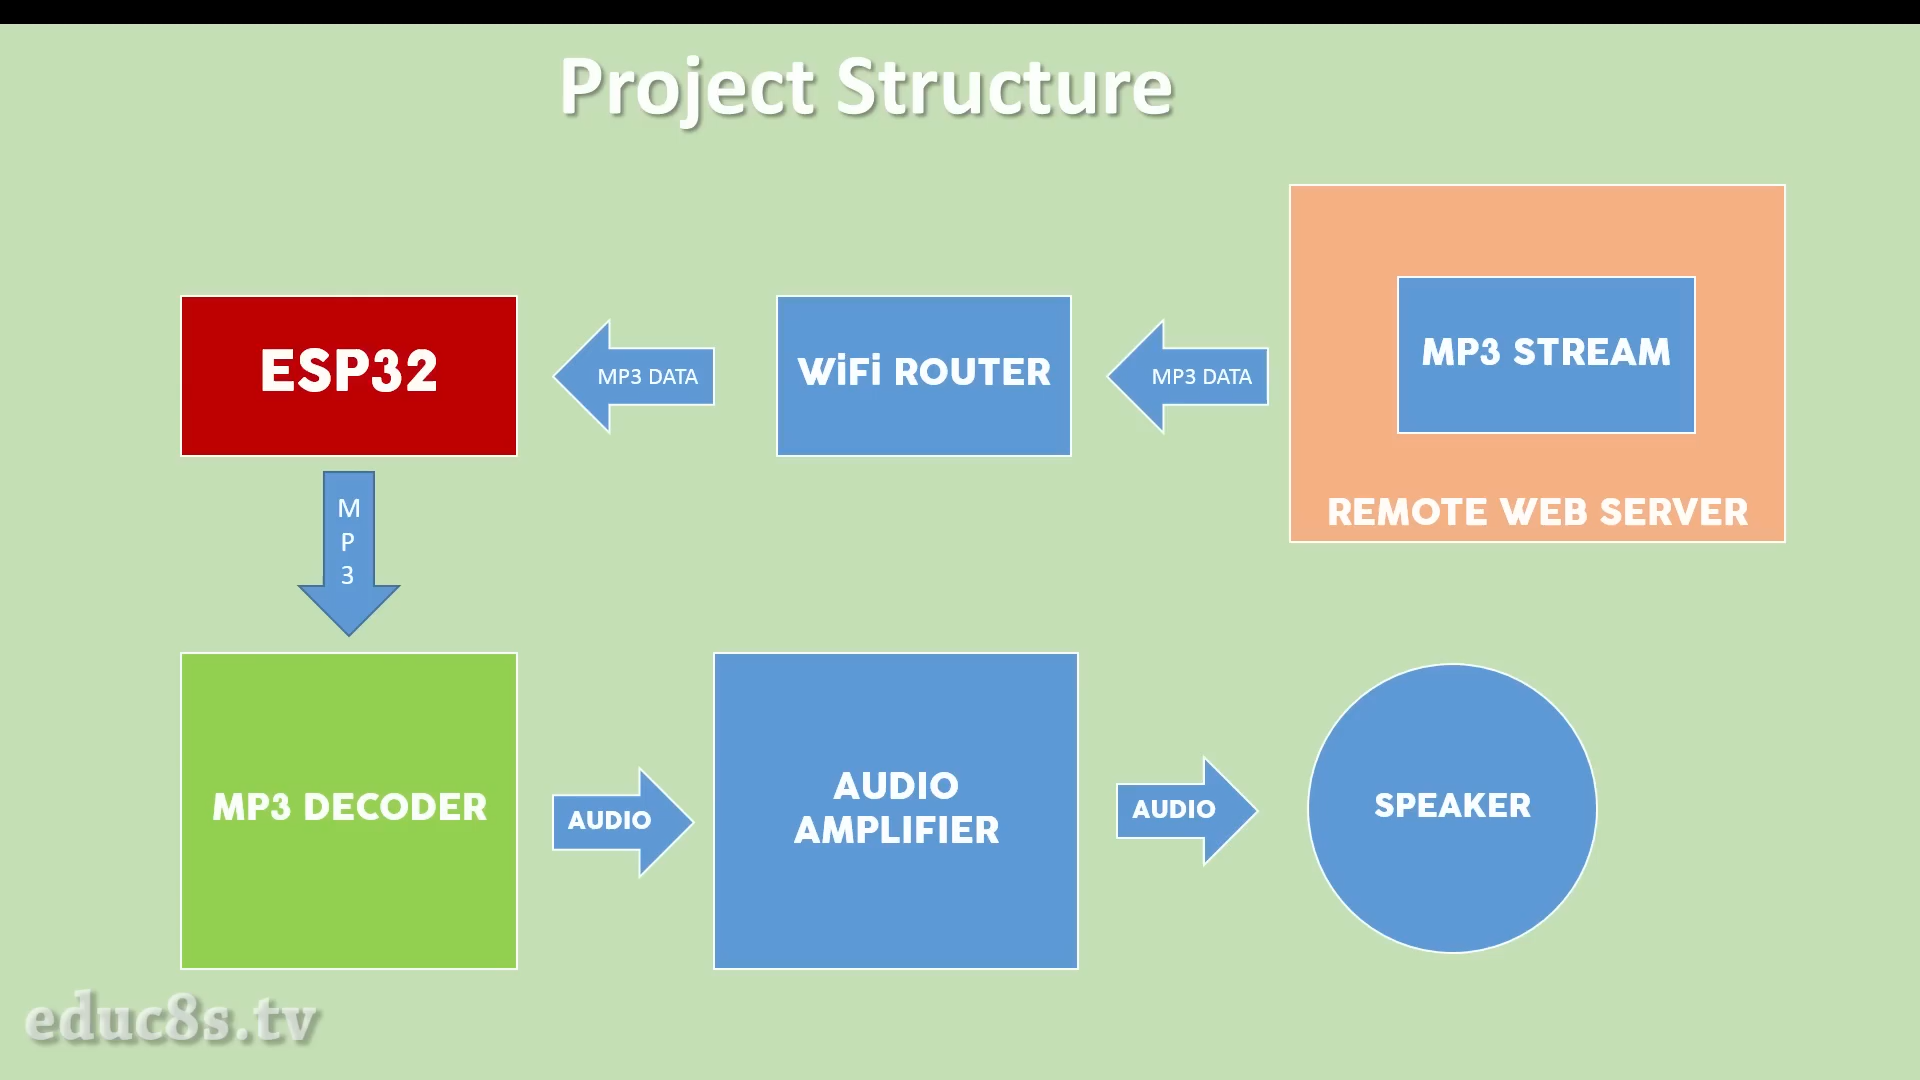 Project Structure
ESP32
MP3 DATA
WiFi ROUTER
MP3 DATA
MP3 STREAM
REMOTE WEB SERVER
M
P
3
MP3 DECODER
AUDIO
AUDIO
AMPLIFIER
AUDIO
SPEAKER
educ8s.tv